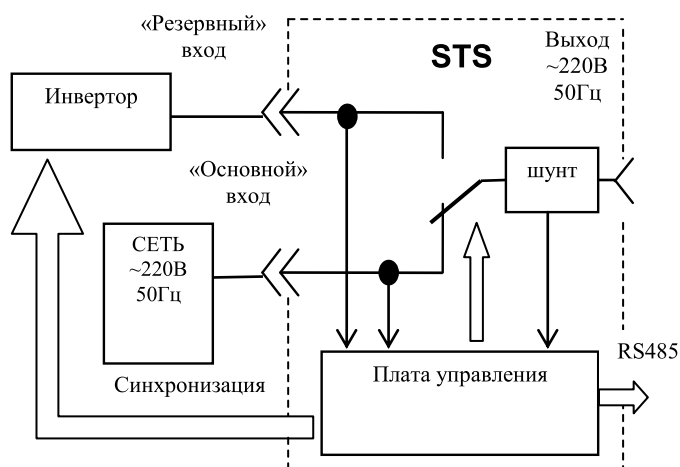 «Резервный»
вход
STS
Выход
~220В
50Гц
Инвертор
«Основной»
вход
шунт
СЕТЬ
~220В
50Гц
RS485
Плата управления
Синхронизация